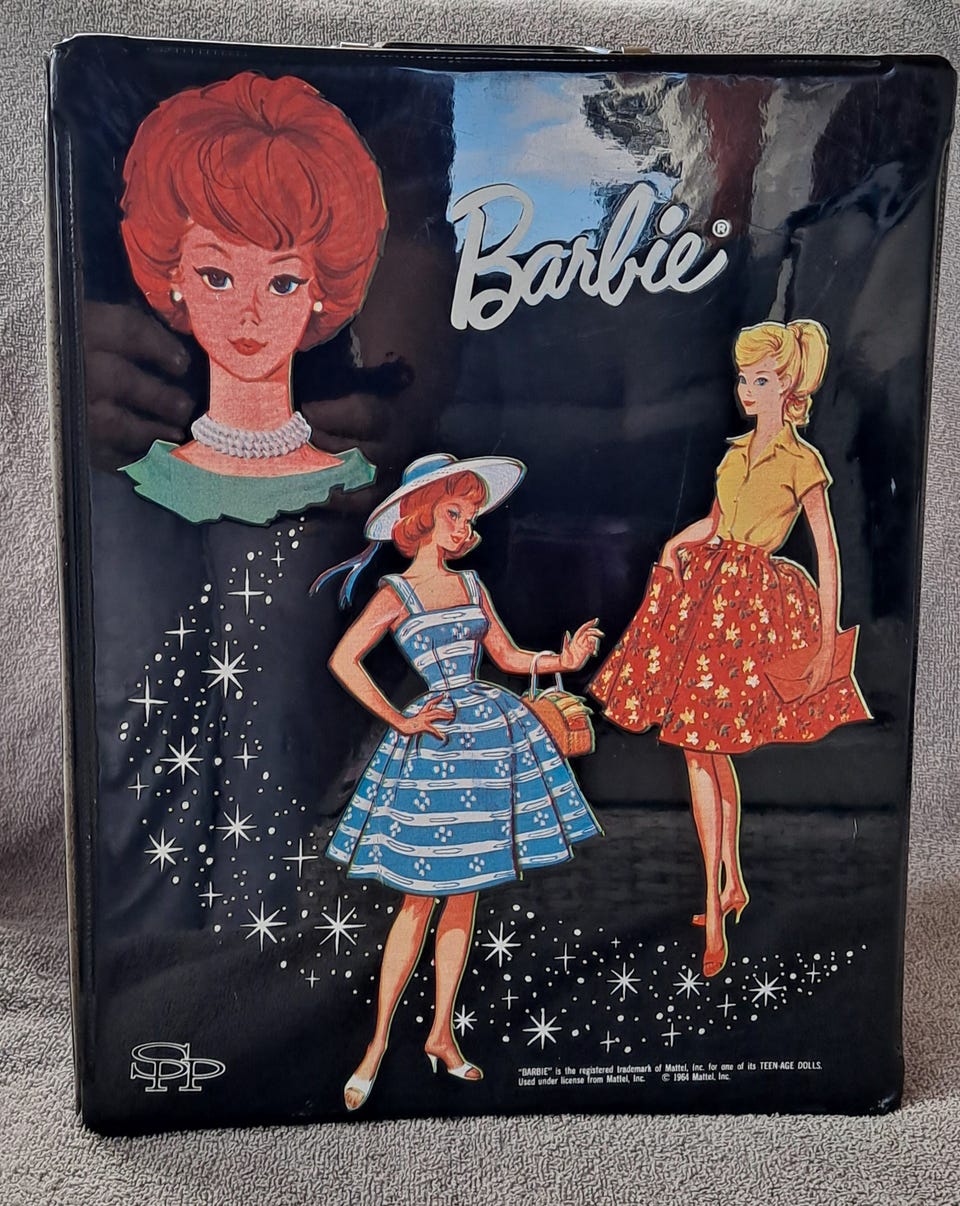 Barbie®
SPP
"BARBIE" is the registered trademark of Mattel, Inc. for one of its TEEN-AGE DOLLS.
Used under license from Mattel, Inc. © 1964 Mattel, Inc.